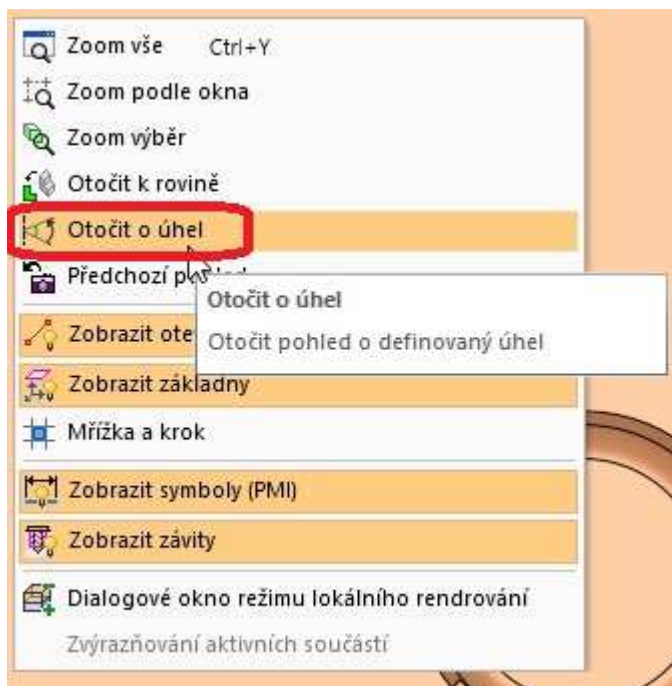 Zoom vše Ctrl+Y
Zoom podle okna
Zoom výběr
Otočit k rovině
Otočit o úhel
Předchozí
Otočit o úhel
Otočit pohled o definovaný úhel
Zobrazit
Zobrazit základny
Mřížka a krok
Zobrazit symboly (PMI)
Zobrazit závity
Dialogové okno režimu lokálního rendrování
Zvýrazňování aktivních součástí